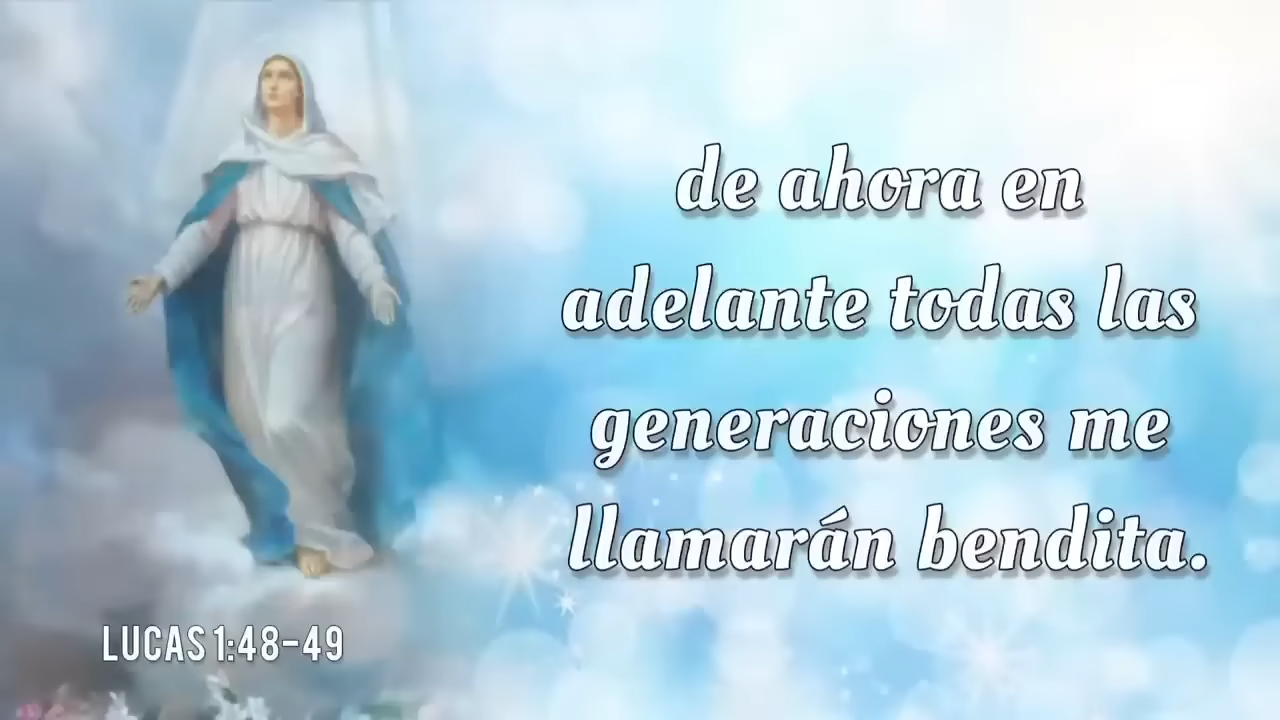 de ahora en
adelante todas las
generaciones me
llamarán bendita.
LUCAS 1:48-49